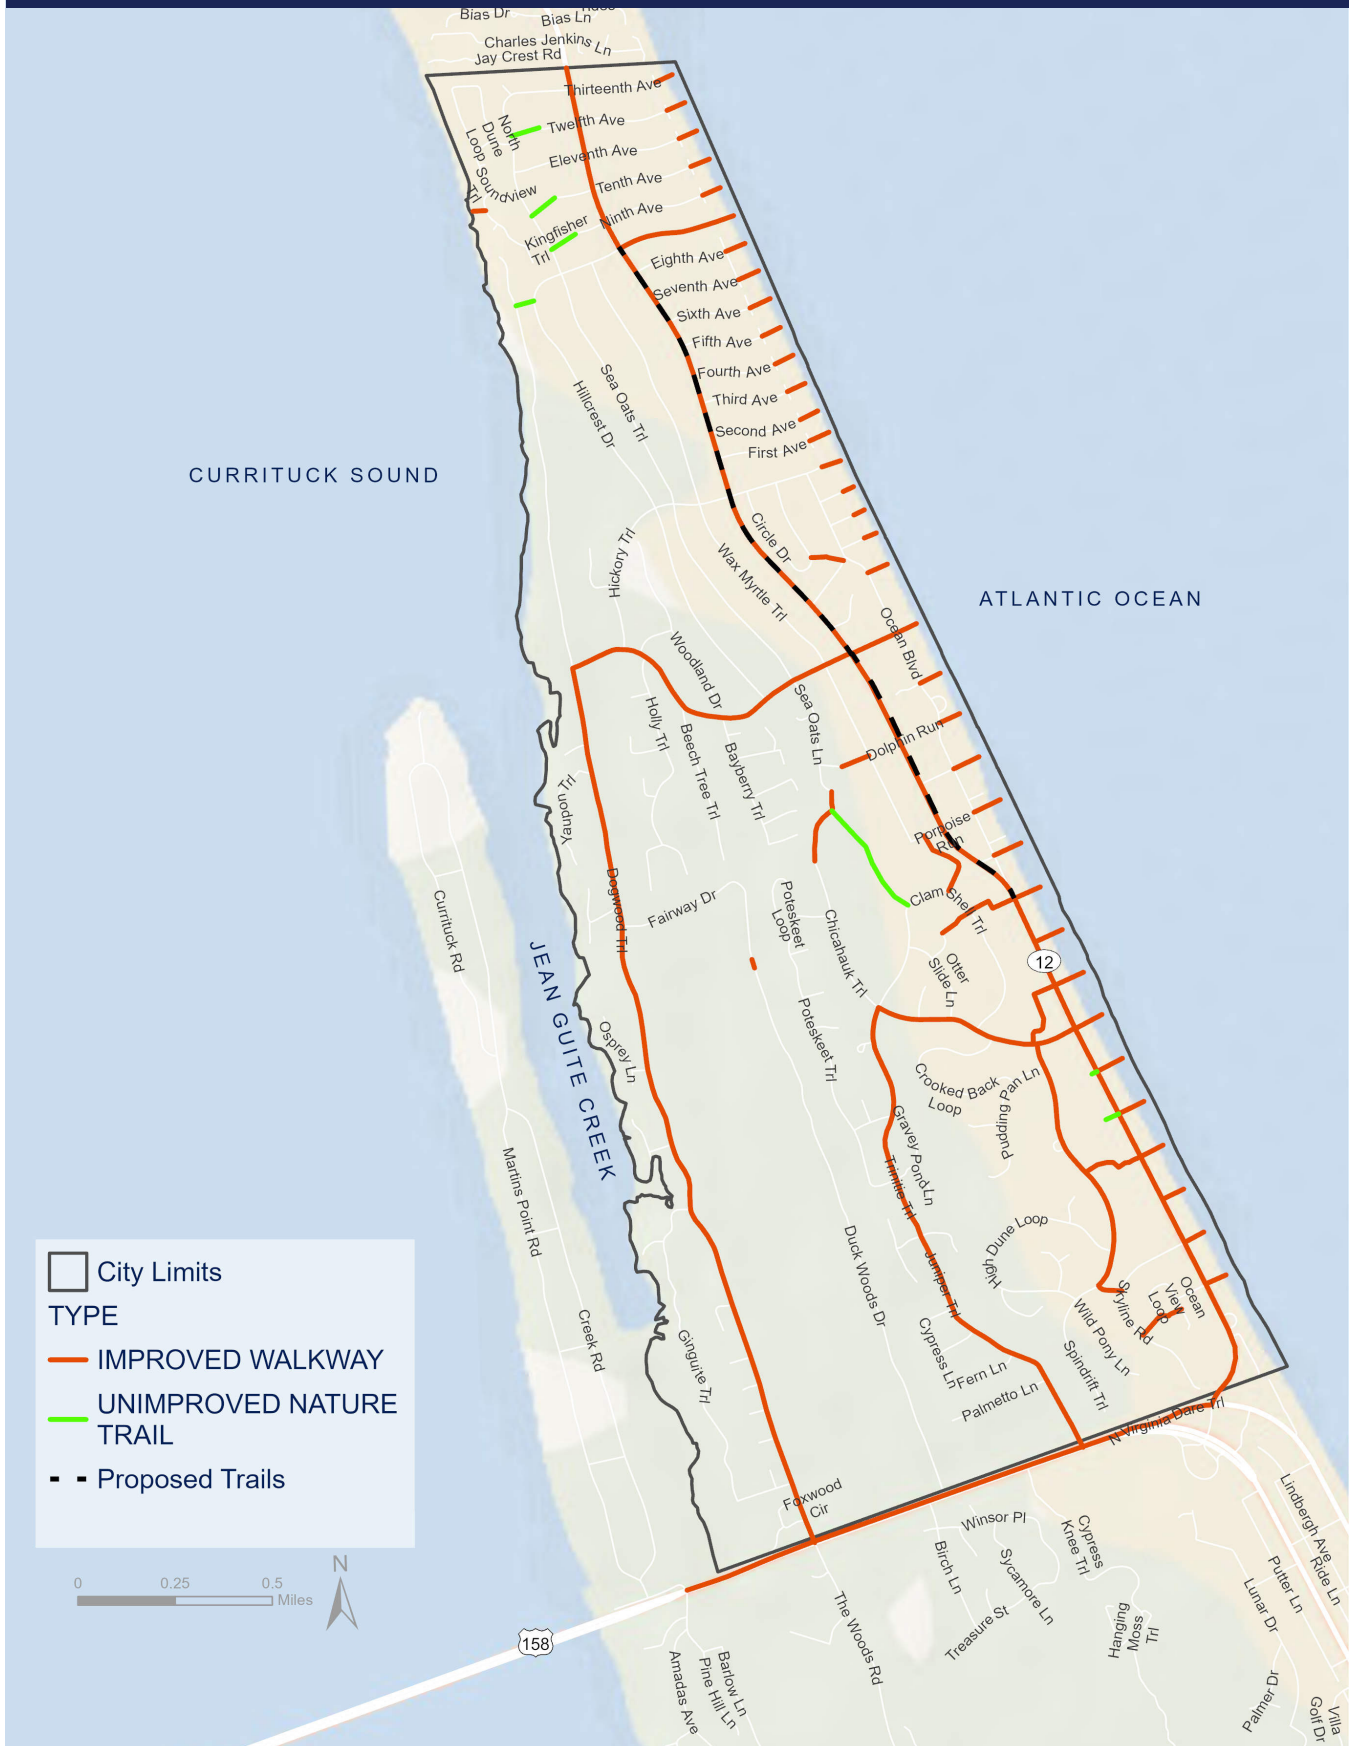 Bias Dr
Bias Ln
Charles Jenkins Ln
Jay Crest Rd
Thirteenth Ave
Twelfth Ave
North
Dune
Loop
Eleventh Ave
Tenth Ave
Soundview
Trl
Ninth Ave
Kingfisher
Trl
Eighth Ave
Seventh Ave
Sixth Ave
Fifth Ave
Fourth Ave
Third Ave
Second Ave
First Ave
Sea Oats Trl
Hillcrest Dr
CURRITUCK SOUND
ATLANTIC OCEAN
Circle Dr
Hickory Trl
Wax Myrtle Trl
Ocean Blvd
Woodland Dr
Sea Oats Ln
Holly Trl
Beech Tree Trl
Bayberry Trl
Dolphin Run
Yaupon Trl
Porpoise
Run
Dogwood Trl
Fairway Dr
Poteskeet
Loop
Chicahauk Trl
Clam Shell Trl
Otter
Slide Ln
12
Currituck Rd
JEAN GUITE CREEK
Osprey Ln
Poteskeet Trl
Crooked Back
Loop
Pudding Pan Ln
Gravey Pond Ln
Trinitie Trl
Martins Point Rd
Duck Woods Dr
High Dune Loop
Juniper Trl
Ocean
View
Loop
Skyline Rd
Wild Pony Ln
Spindrift Trl
Creek Rd
Ginguite Trl
Cypress Ln
Fern Ln
Palmetto Ln
N Virginia Dare Trl
Foxwood
Cir
Winsor Pl
Cypress
Knee Trl
Birch Ln
Sycamore Ln
Treasure St
Hanging
Moss
Trl
Lindbergh Ave
Ride Ln
Putter Ln
Lunar Dr
Palmer Dr
Villa
Golf Dr
The Woods Rd
158
Amadas Ave
Barlow Ln
Pine Hill Ln
City Limits
TYPE
IMPROVED WALKWAY
UNIMPROVED NATURE
TRAIL
Proposed Trails
0 0.25 0.5
Miles
N